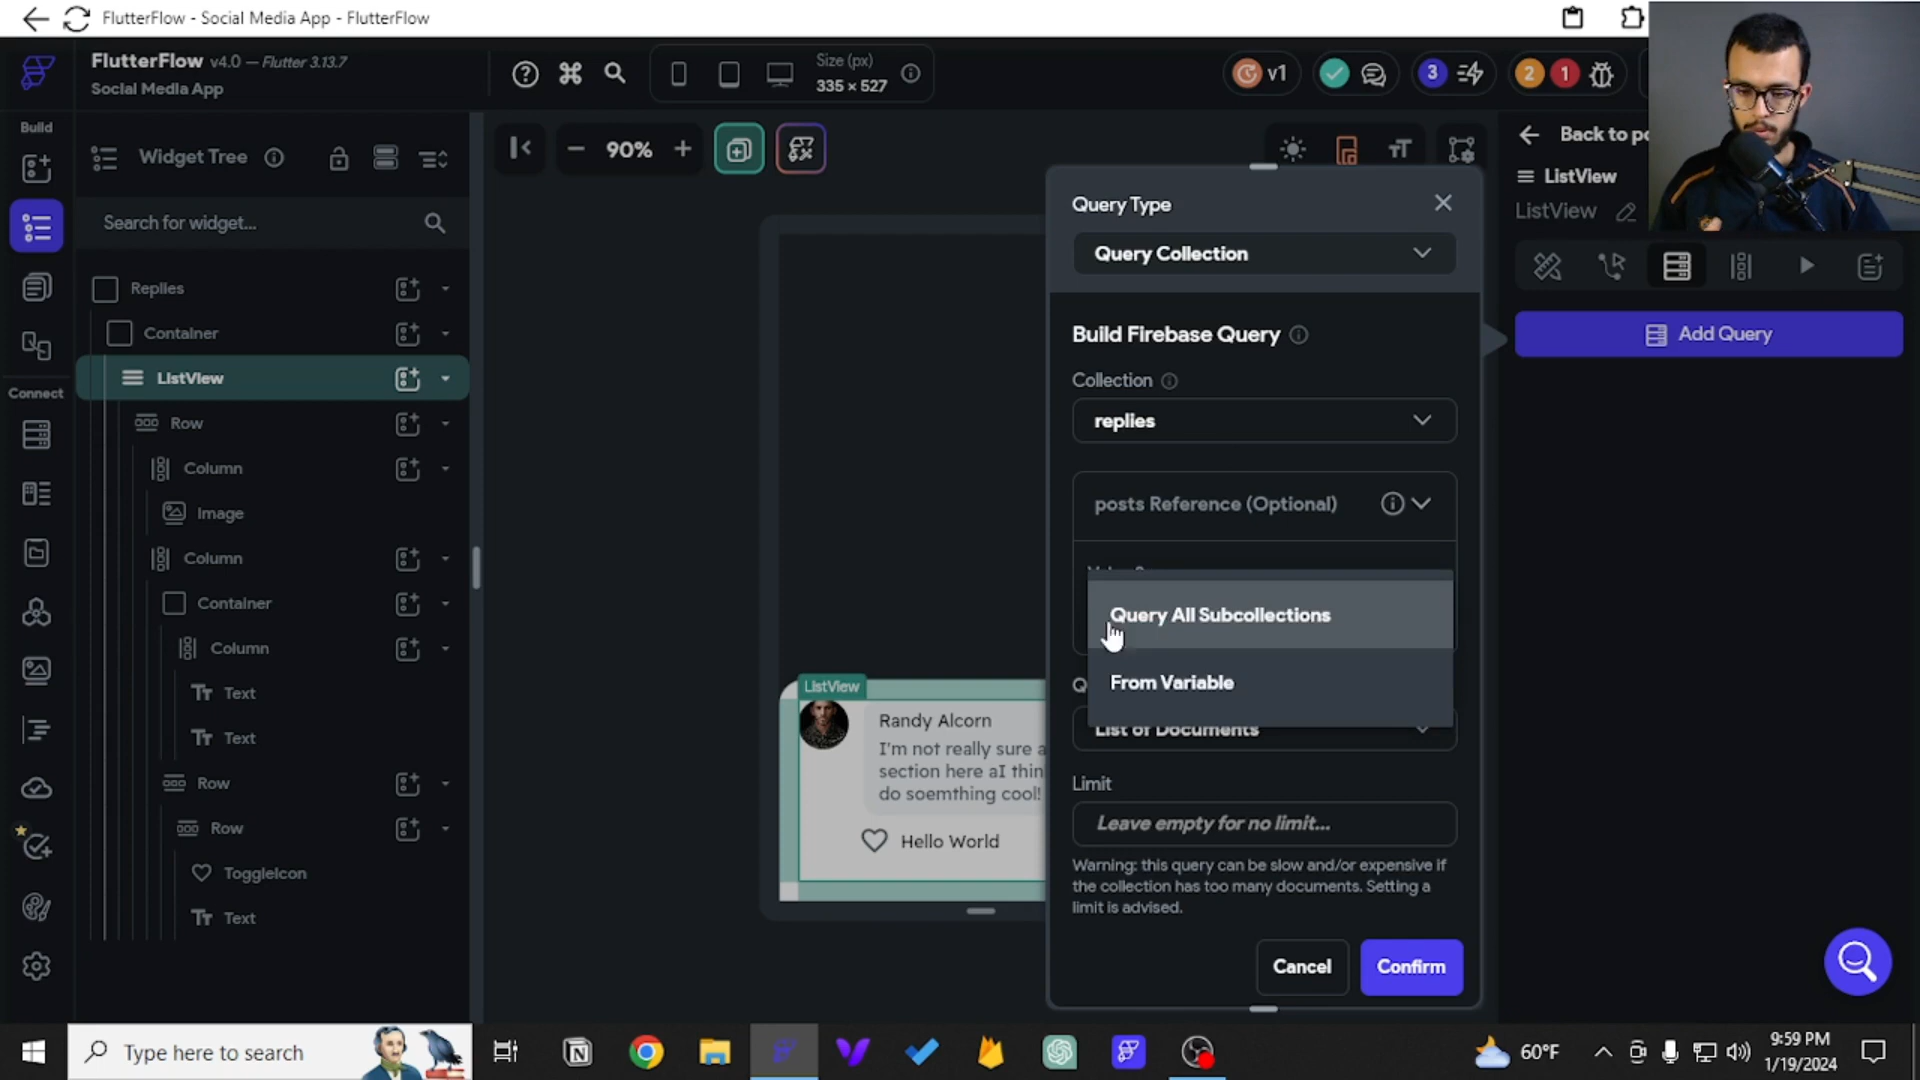 FlutterFlow - Social Media App - FlutterFlow
FlutterFlow v4.0 — Flutter 3.13.7
Social Media App
Size (px)
335 × 527
v1
3
2
1
Build
Widget Tree
90%
Back to po
ListView
ListView
Search for widget...
Query Type
Query Collection
Replies
Container
ListView
Connect
Row
Column
Image
Column
Container
Column
Text
Text
Row
Row
ToggleIcon
Text
Build Firebase Query
Add Query
Collection
replies
posts Reference (Optional)
Query All Subcollections
From Variable
Q
List of Documents
Limit
Leave empty for no limit...
Warning: this query can be slow and/or expensive if
the collection has too many documents. Setting a
limit is advised.
Cancel
Confirm
ListView
Randy Alcorn
I'm not really sure a
section here aI thin
do soemthing cool!
Hello World
Type here to search
60°F
9:59 PM
1/19/2024